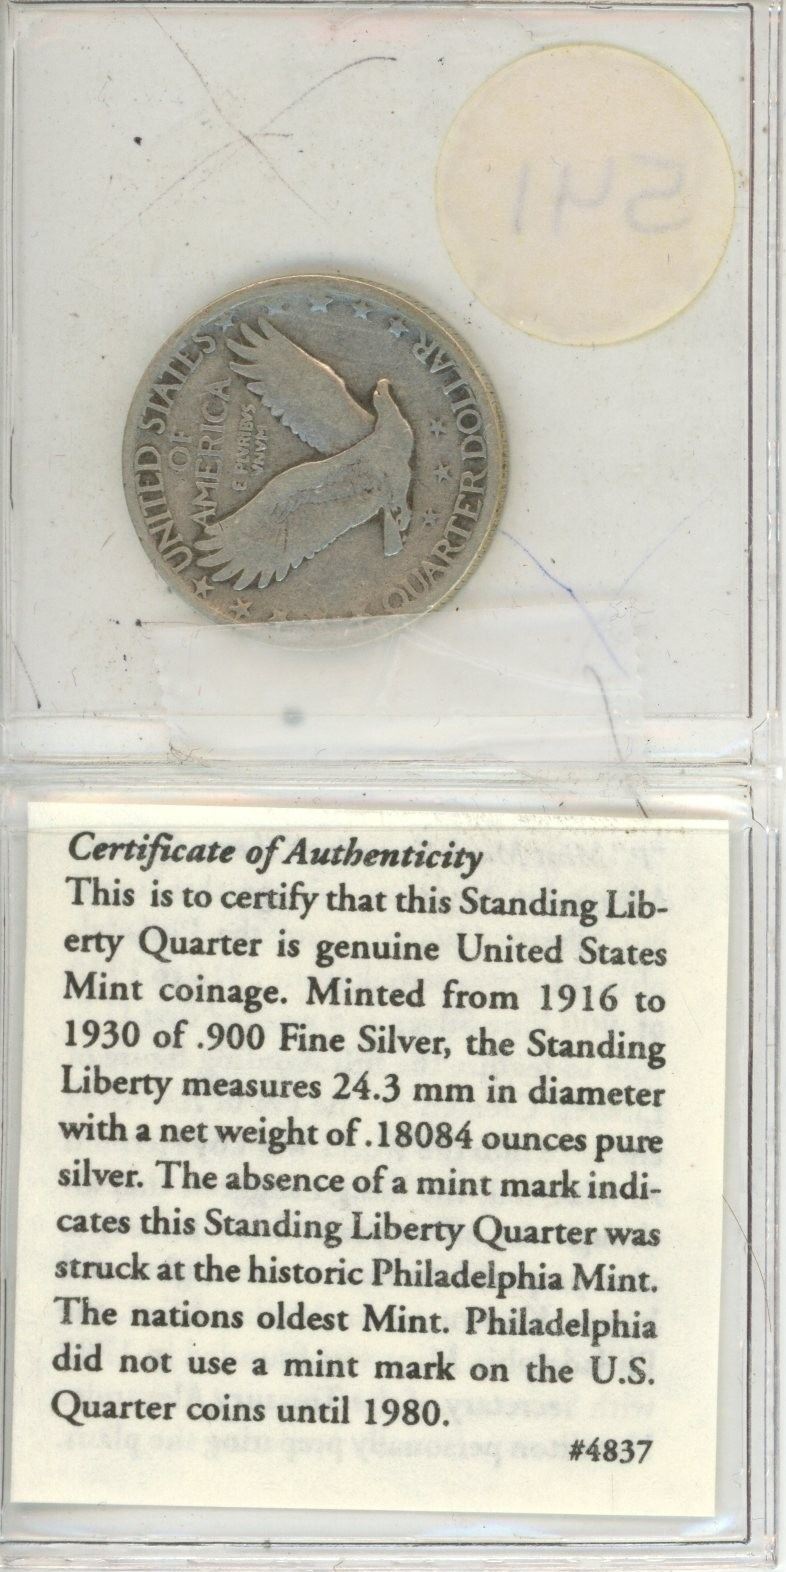 541
UNITED STATES
OF
AMERICA
E PLURIBUS
UNUM
QUARTER DOLLAR
Certificate of Authenticity
This is to certify that this Standing Lib-
erty Quarter is genuine United States
Mint coinage. Minted from 1916 to
1930 of .900 Fine Silver, the Standing
Liberty measures 24.3 mm in diameter
with a net weight of .18084 ounces pure
silver. The absence of a mint mark indi-
cates this Standing Liberty Quarter was
struck at the historic Philadelphia Mint.
The nations oldest Mint. Philadelphia
did not use a mint mark on the U.S.
Quarter coins until 1980.
#4837